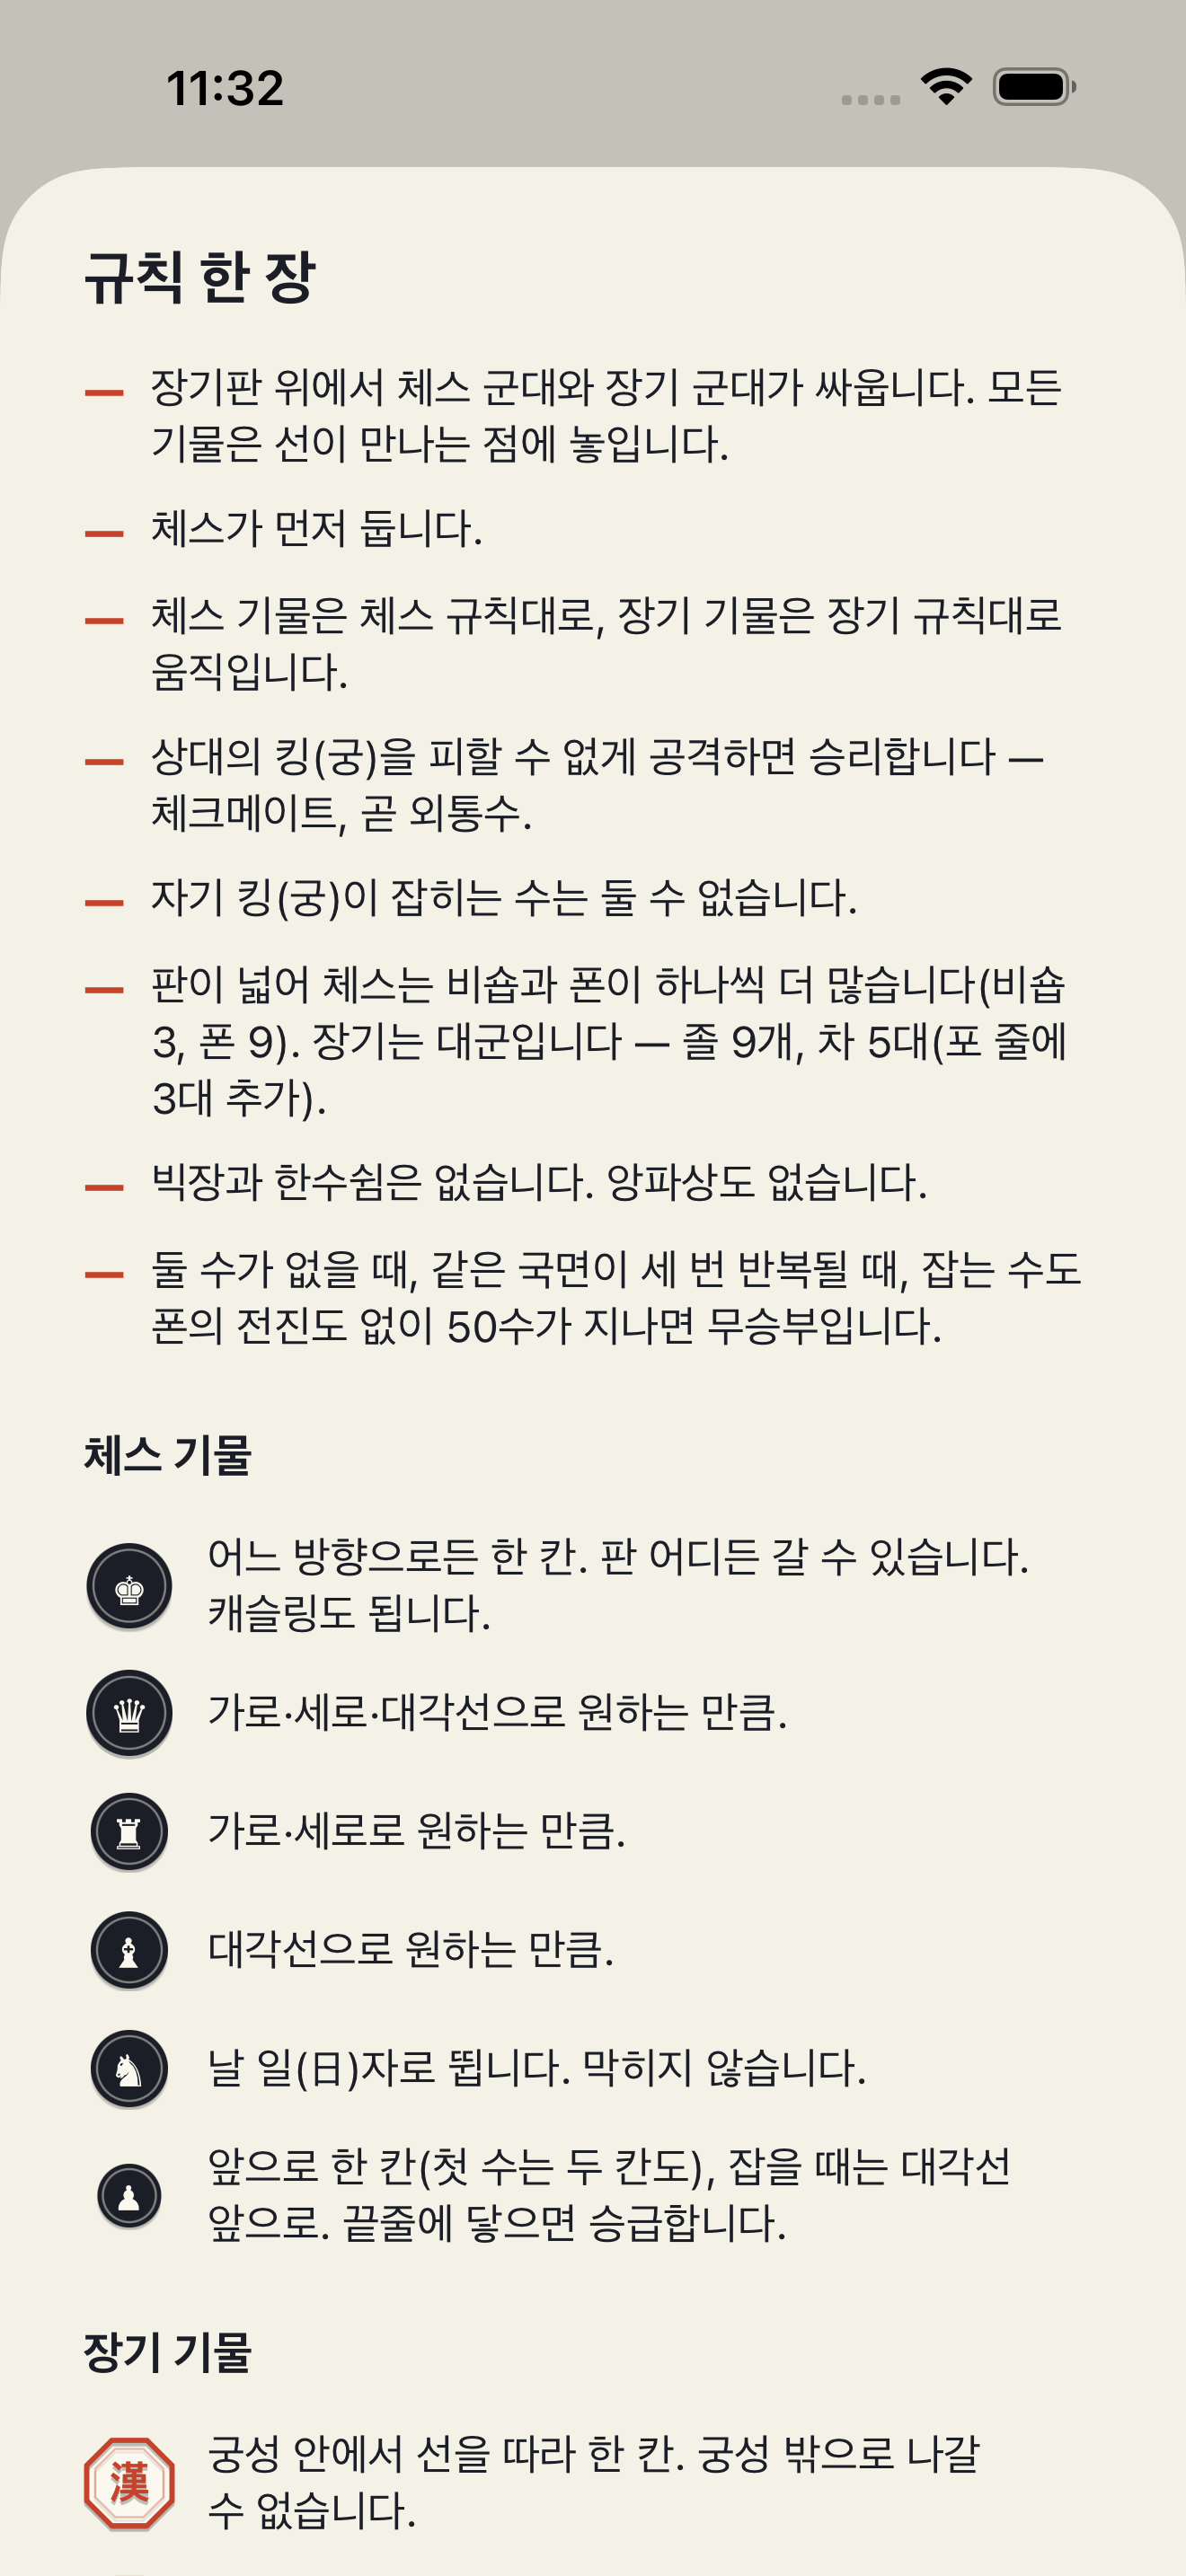 11:32
규칙 한 장
— 장기판 위에서 체스 군대와 장기 군대가 싸웁니다. 모든
기물은 선이 만나는 점에 놓입니다.
— 체스가 먼저 둡니다.
— 체스 기물은 체스 규칙대로, 장기 기물은 장기 규칙대로
움직입니다.
— 상대의 킹(궁)을 피할 수 없게 공격하면 승리합니다 —
체크메이트, 곧 외통수.
— 자기 킹(궁)이 잡히는 수는 둘 수 없습니다.
— 판이 넓어 체스는 비숍과 폰이 하나씩 더 많습니다(비숍
3, 폰 9). 장기는 대군입니다 — 졸 9개, 차 5대(포 줄에
3대 추가).
— 빅장과 한수쉼은 없습니다. 앙파상도 없습니다.
— 둘 수가 없을 때, 같은 국면이 세 번 반복될 때, 잡는 수도
폰의 전진도 없이 50수가 지나면 무승부입니다.
체스 기물
어느 방향으로든 한 칸. 판 어디든 갈 수 있습니다.
캐슬링도 됩니다.
가로·세로·대각선으로 원하는 만큼.
가로·세로로 원하는 만큼.
대각선으로 원하는 만큼.
날 일(日)자로 뜁니다. 막히지 않습니다.
앞으로 한 칸(첫 수는 두 칸도), 잡을 때는 대각선
앞으로. 끝줄에 닿으면 승급합니다.
장기 기물
漢 궁성 안에서 선을 따라 한 칸. 궁성 밖으로 나갈
수 없습니다.